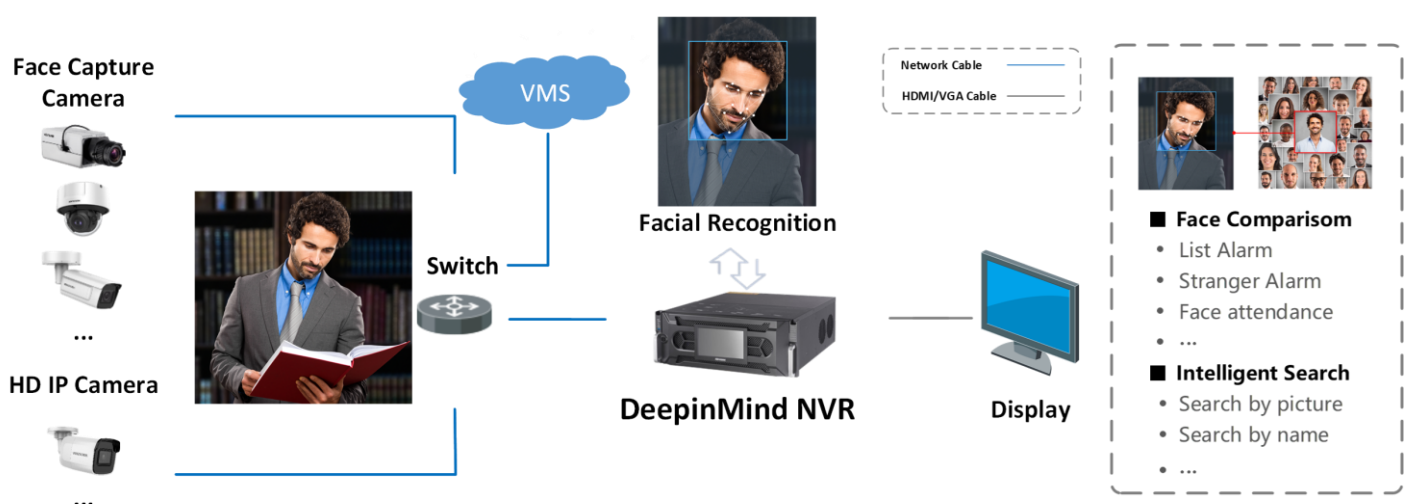 Face Capture
Camera
...
HD IP Camera
...
VMS
Switch
Facial Recognition
DeepinMind NVR
Network Cable
HDMI/VGA Cable
Display
■ Face Comparisom
• List Alarm
• Stranger Alarm
• Face attendance
• ...
■ Intelligent Search
• Search by picture
• Search by name
• ...